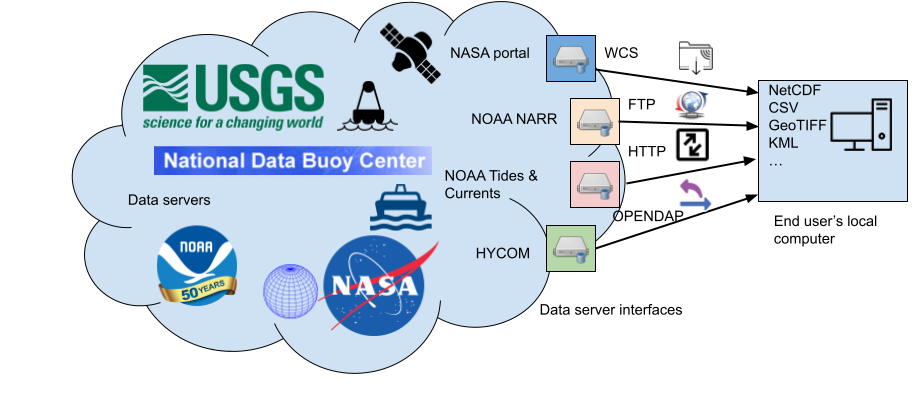 NASA portal
WCS
USGS
science for a changing world
NetCDF
CSV
GeoTIFF
KML
...
FTP
NOAA NARR
HTTP
National Data Buoy Center
NOAA Tides &
Currents
Data servers
OPENDAP
End user's local
computer
NOAA
50 YEARS
NASA
HYCOM
Data server interfaces